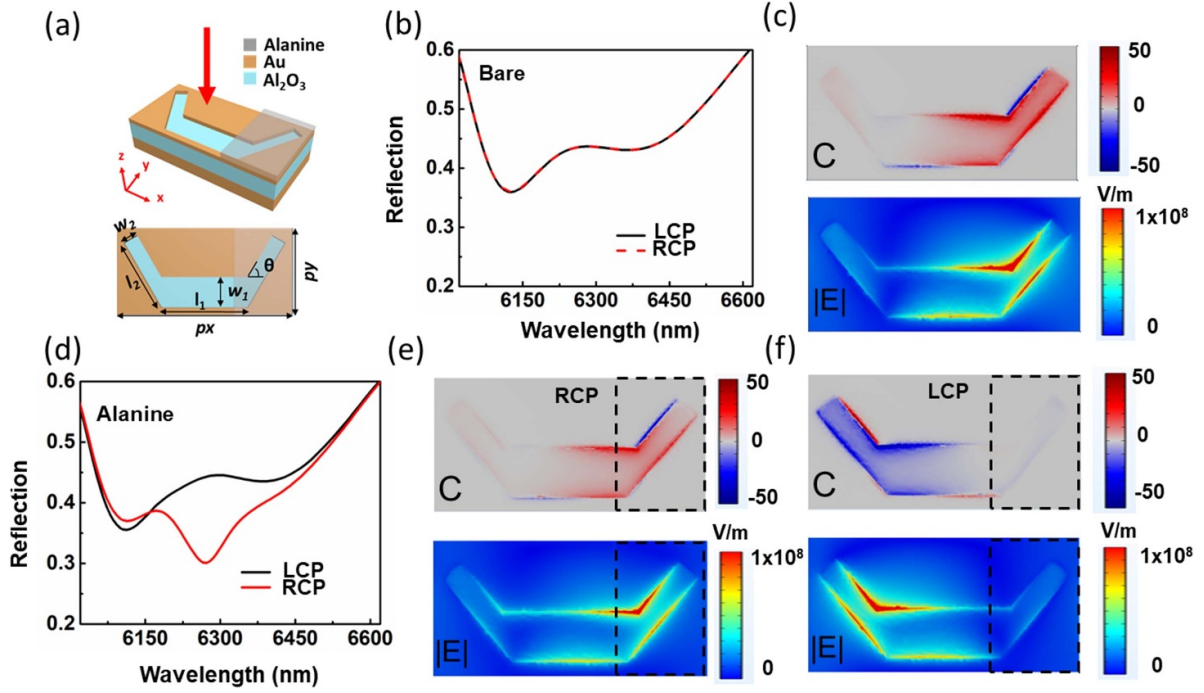 (a)
Alanine
Au
Al₂O₃
z
y
x
w₂
l₂
l₁
w₁
θ
py
px
(b)
0.6
0.5
0.4
0.3
0.2
Reflection
Bare
LCP
RCP
6150 6300 6450 6600
Wavelength (nm)
(c)
C
50
0
-50
V/m
1x10⁸
0
|E|
(d)
0.6
0.5
0.4
0.3
0.2
Reflection
Alanine
LCP
RCP
6150 6300 6450 6600
Wavelength (nm)
(e)
RCP
C
50
0
-50
V/m
1x10⁸
0
|E|
(f)
LCP
C
50
0
-50
V/m
1x10⁸
0
|E|